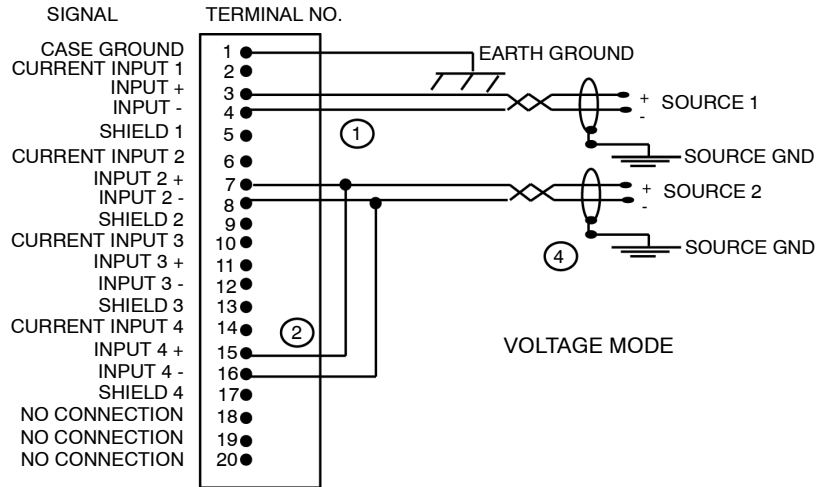 SIGNAL TERMINAL NO.
CASE GROUND 1 EARTH GROUND
CURRENT INPUT 1 2
INPUT + 3 + SOURCE 1
INPUT - 4 -
SHIELD 1 5 1
CURRENT INPUT 2 6 SOURCE GND
INPUT 2 + 7 + SOURCE 2
INPUT 2 - 8 -
SHIELD 2 9
CURRENT INPUT 3 10 4 SOURCE GND
INPUT 3 + 11
INPUT 3 - 12
SHIELD 3 13
CURRENT INPUT 4 14 2
INPUT 4 + 15 VOLTAGE MODE
INPUT 4 - 16
SHIELD 4 17
NO CONNECTION 18
NO CONNECTION 19
NO CONNECTION 20